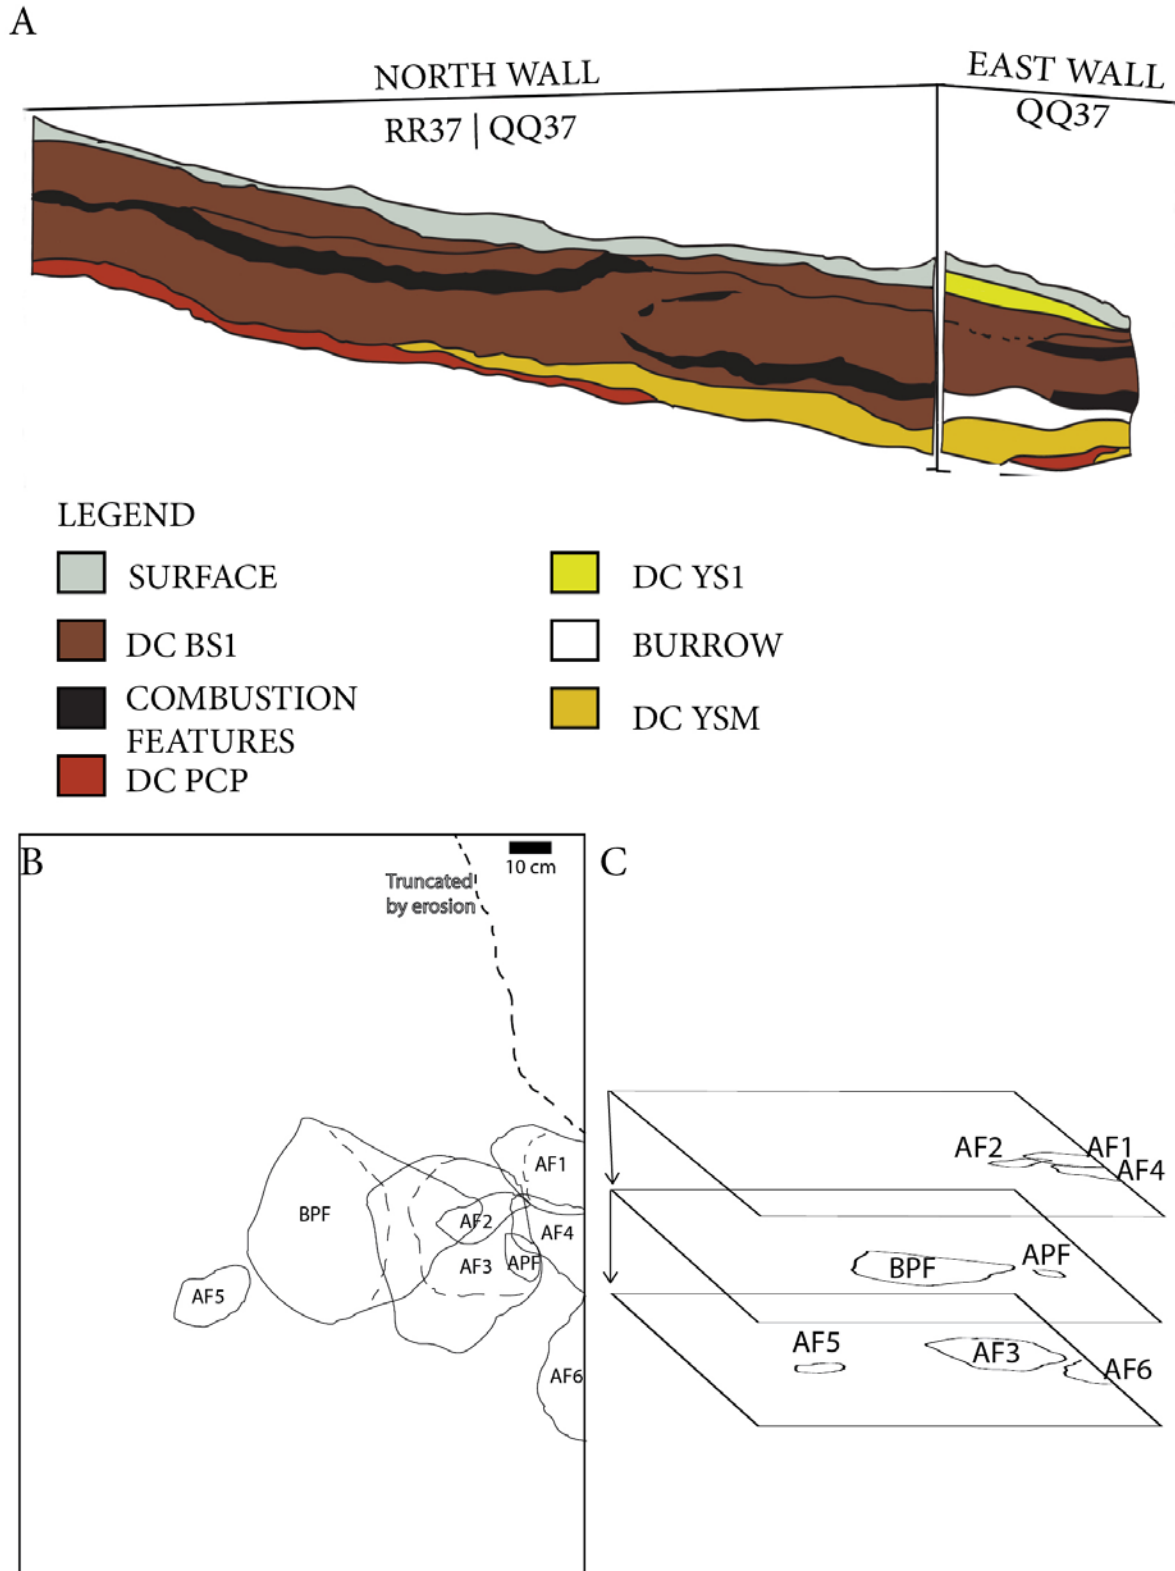 A
NORTH WALL
EAST WALL
RR37 | QQ37
QQ37
LEGEND
SURFACE
DC YS1
DC BS1
BURROW
COMBUSTION
FEATURES
DC YSM
DC PCP
B
10 cm
C
Truncated
by erosion
AF1
BPF
AF2
AF4
AF3
APF
AF5
AF6
AF2
AF1
AF4
BPF
APF
AF5
AF3
AF6